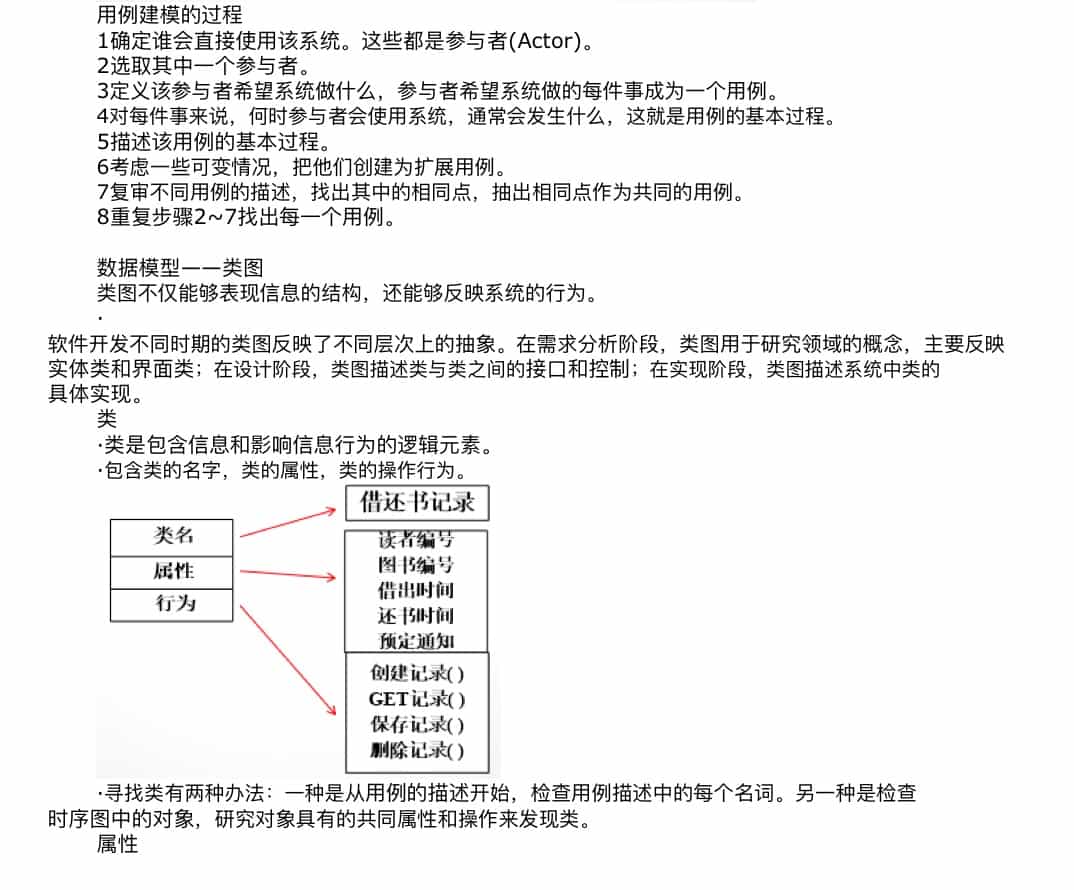 用例建模的过程
1确定谁会直接使用该系统。这些都是参与者(Actor)。
2选取其中一个参与者。
3定义该参与者希望系统做什么，参与者希望系统做的每件事成为一个用例。
4对每件事来说，何时参与者会使用系统，通常会发生什么，这就是用例的基本过程。
5描述该用例的基本过程。
6考虑一些可变情况，把他们创建为扩展用例。
7复审不同用例的描述，找出其中的相同点，抽出相同点作为共同的用例。
8重复步骤2~7找出每一个用例。
数据模型——类图
类图不仅能够表现信息的结构，还能够反映系统的行为。
·
软件开发不同时期的类图反映了不同层次上的抽象。在需求分析阶段，类图用于研究领域的概念，主要反映
实体类和界面类；在设计阶段，类图描述类与类之间的接口和控制；在实现阶段，类图描述系统中类的
具体实现。
类
·类是包含信息和影响信息行为的逻辑元素。
·包含类的名字，类的属性，类的操作行为。
类名
属性
行为
借还书记录
读者编号
图书编号
借出时间
还书时间
预定通知
创建记录( )
GET记录( )
保存记录( )
删除记录( )
·寻找类有两种办法：一种是从用例的描述开始，检查用例描述中的每个名词。另一种是检查
时序图中的对象，研究对象具有的共同属性和操作来发现类。
属性